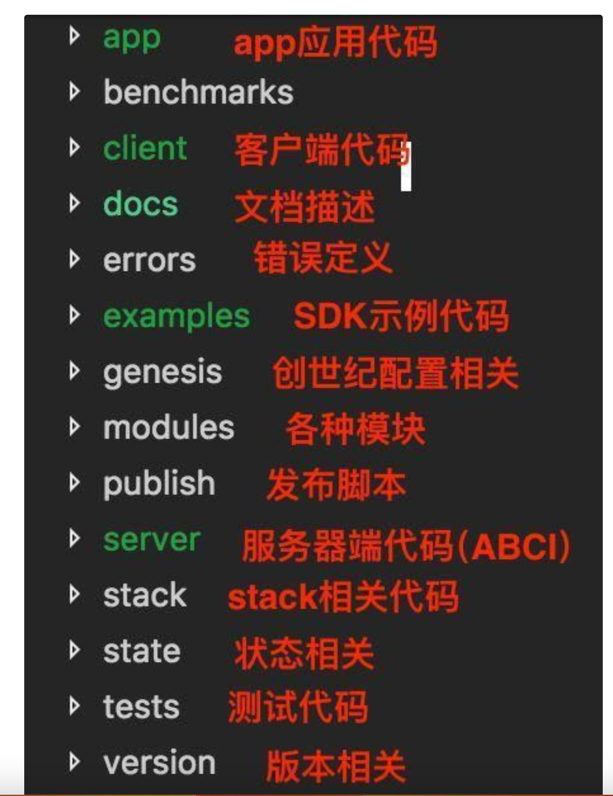 app app应用代码
benchmarks
client 客户端代码
docs 文档描述
errors 错误定义
examples SDK示例代码
genesis 创世纪配置相关
modules 各种模块
publish 发布脚本
server 服务器端代码(ABCI)
stack stack相关代码
state 状态相关
tests 测试代码
version 版本相关